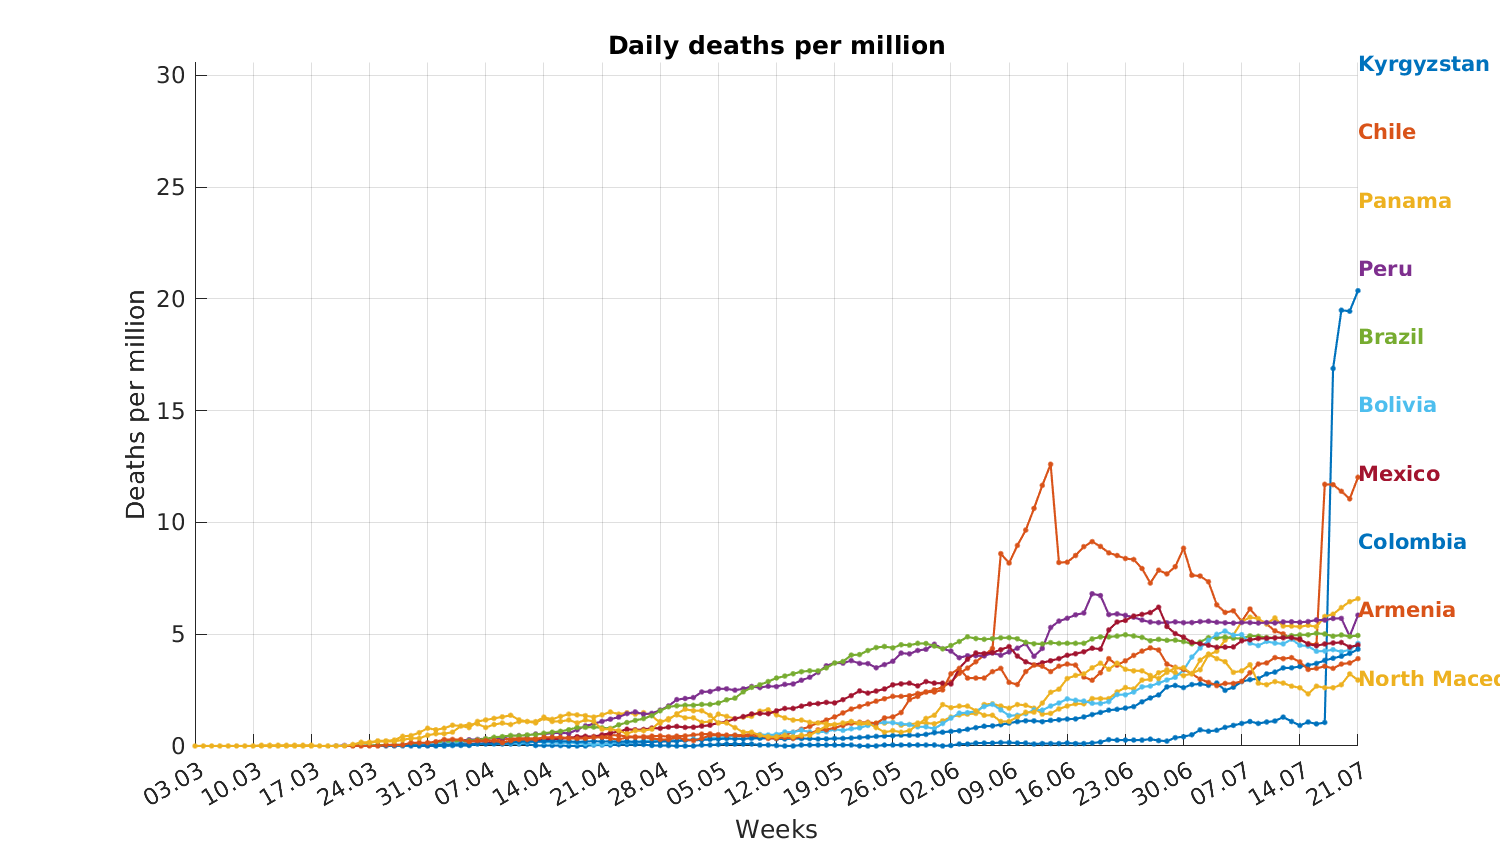 Daily deaths per million
Deaths per million
30
25
20
15
10
5
0
03.03
10.03
17.03
24.03
31.03
07.04
14.04
21.04
28.04
05.05
12.05
19.05
26.05
02.06
09.06
16.06
23.06
30.06
07.07
14.07
21.07
Weeks
Kyrgyzstan
Chile
Panama
Peru
Brazil
Bolivia
Mexico
Colombia
Armenia
North Maced